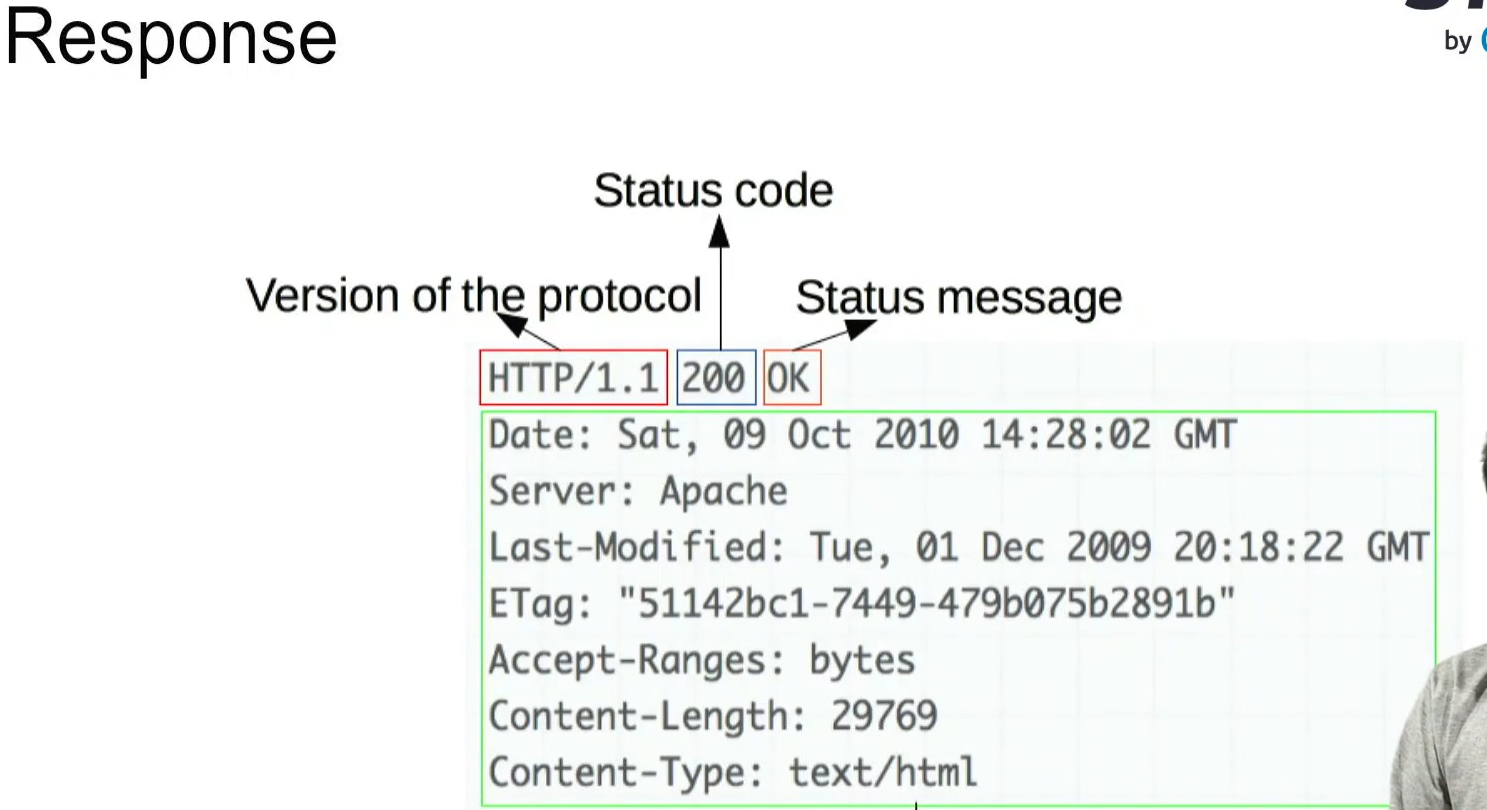 Response
by
Status code
Version of the protocol
Status message
HTTP/1.1 200 OK
Date: Sat, 09 Oct 2010 14:28:02 GMT
Server: Apache
Last-Modified: Tue, 01 Dec 2009 20:18:22 GMT
ETag: "51142bc1-7449-479b075b2891b"
Accept-Ranges: bytes
Content-Length: 29769
Content-Type: text/html